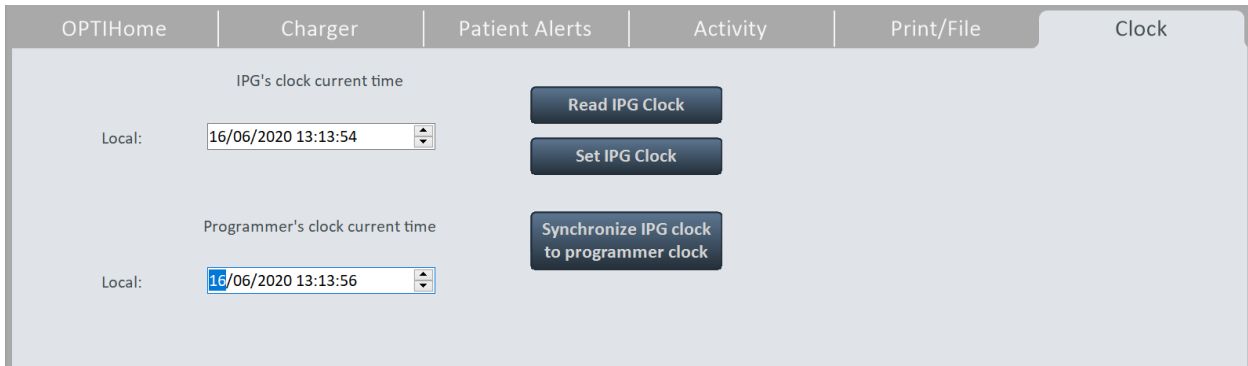 OPTIHome
Charger
Patient Alerts
Activity
Print/File
Clock
IPG's clock current time
Read IPG Clock
Local:
16/06/2020 13:13:54
Set IPG Clock
Programmer's clock current time
Synchronize IPG clock
to programmer clock
Local:
16/06/2020 13:13:56